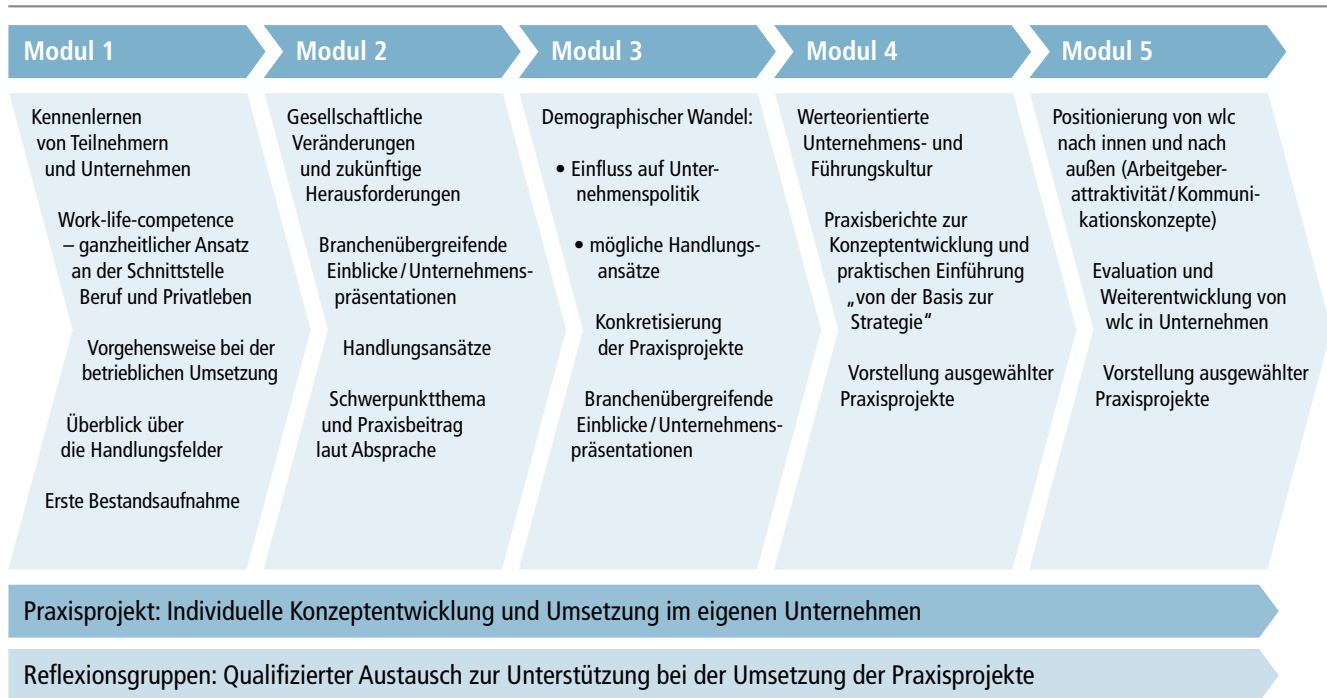 Modul 1
Kennenlernen
von Teilnehmern
und Unternehmen
Work-life-competence
– ganzheitlicher Ansatz
an der Schnittstelle
Beruf und Privatleben
Vorgehensweise bei der
betrieblichen Umsetzung
Überblick über
die Handlungsfelder
Erste Bestandsaufnahme
Modul 2
Gesellschaftliche
Veränderungen
und zukünftige
Herausforderungen
Branchenübergreifende
Einblicke/Unternehmens-
präsentationen
Handlungsansätze
Schwerpunktthema
und Praxisbeitrag
laut Absprache
Modul 3
Demographischer Wandel:
• Einfluss auf Unter-
nehmenspolitik
• mögliche Handlungs-
ansätze
Konkretisierung
der Praxisprojekte
Branchenübergreifende
Einblicke/Unternehmens-
präsentationen
Modul 4
Werteorientierte
Unternehmens- und
Führungskultur
Praxisberichte zur
Konzeptentwicklung und
praktischen Einführung
„von der Basis zur
Strategie“
Vorstellung ausgewählter
Praxisprojekte
Modul 5
Positionierung von wlc
nach innen und nach
außen (Arbeitgeber-
attraktivität/Kommuni-
kationskonzepte)
Evaluation und
Weiterentwicklung von
wlc in Unternehmen
Vorstellung ausgewählter
Praxisprojekte
Praxisprojekt: Individuelle Konzeptentwicklung und Umsetzung im eigenen Unternehmen
Reflexionsgruppen: Qualifizierter Austausch zur Unterstützung bei der Umsetzung der Praxisprojekte